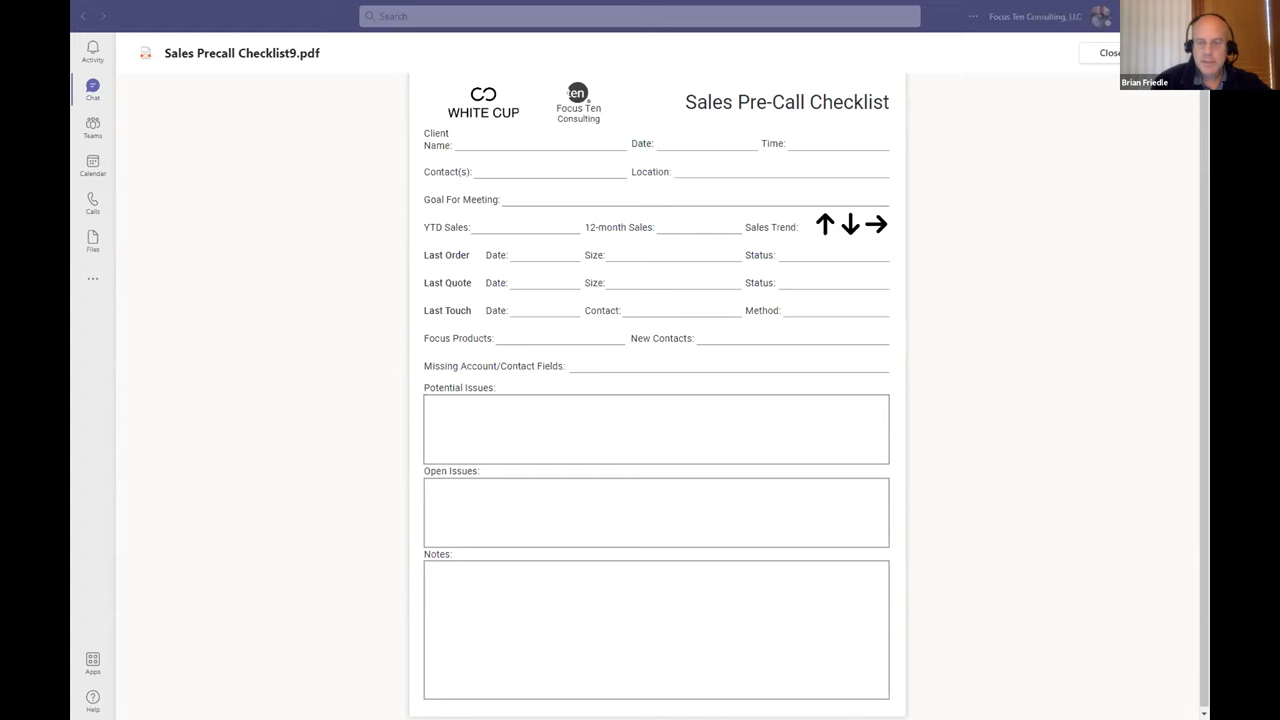 Search
Focus Ten Consulting, LLC
Activity
Chat
Teams
Calendar
Calls
Files
Apps
Help
Sales Precall Checklist9.pdf
Close
Brian Friedle
WHITE CUP
ten
Focus Ten
Consulting
Sales Pre-Call Checklist
Client
Name: Date: Time:
Contact(s): Location:
Goal For Meeting:
YTD Sales: 12-month Sales: Sales Trend:
Last Order Date: Size: Status:
Last Quote Date: Size: Status:
Last Touch Date: Contact: Method:
Focus Products: New Contacts:
Missing Account/Contact Fields:
Potential Issues:
Open Issues:
Notes: